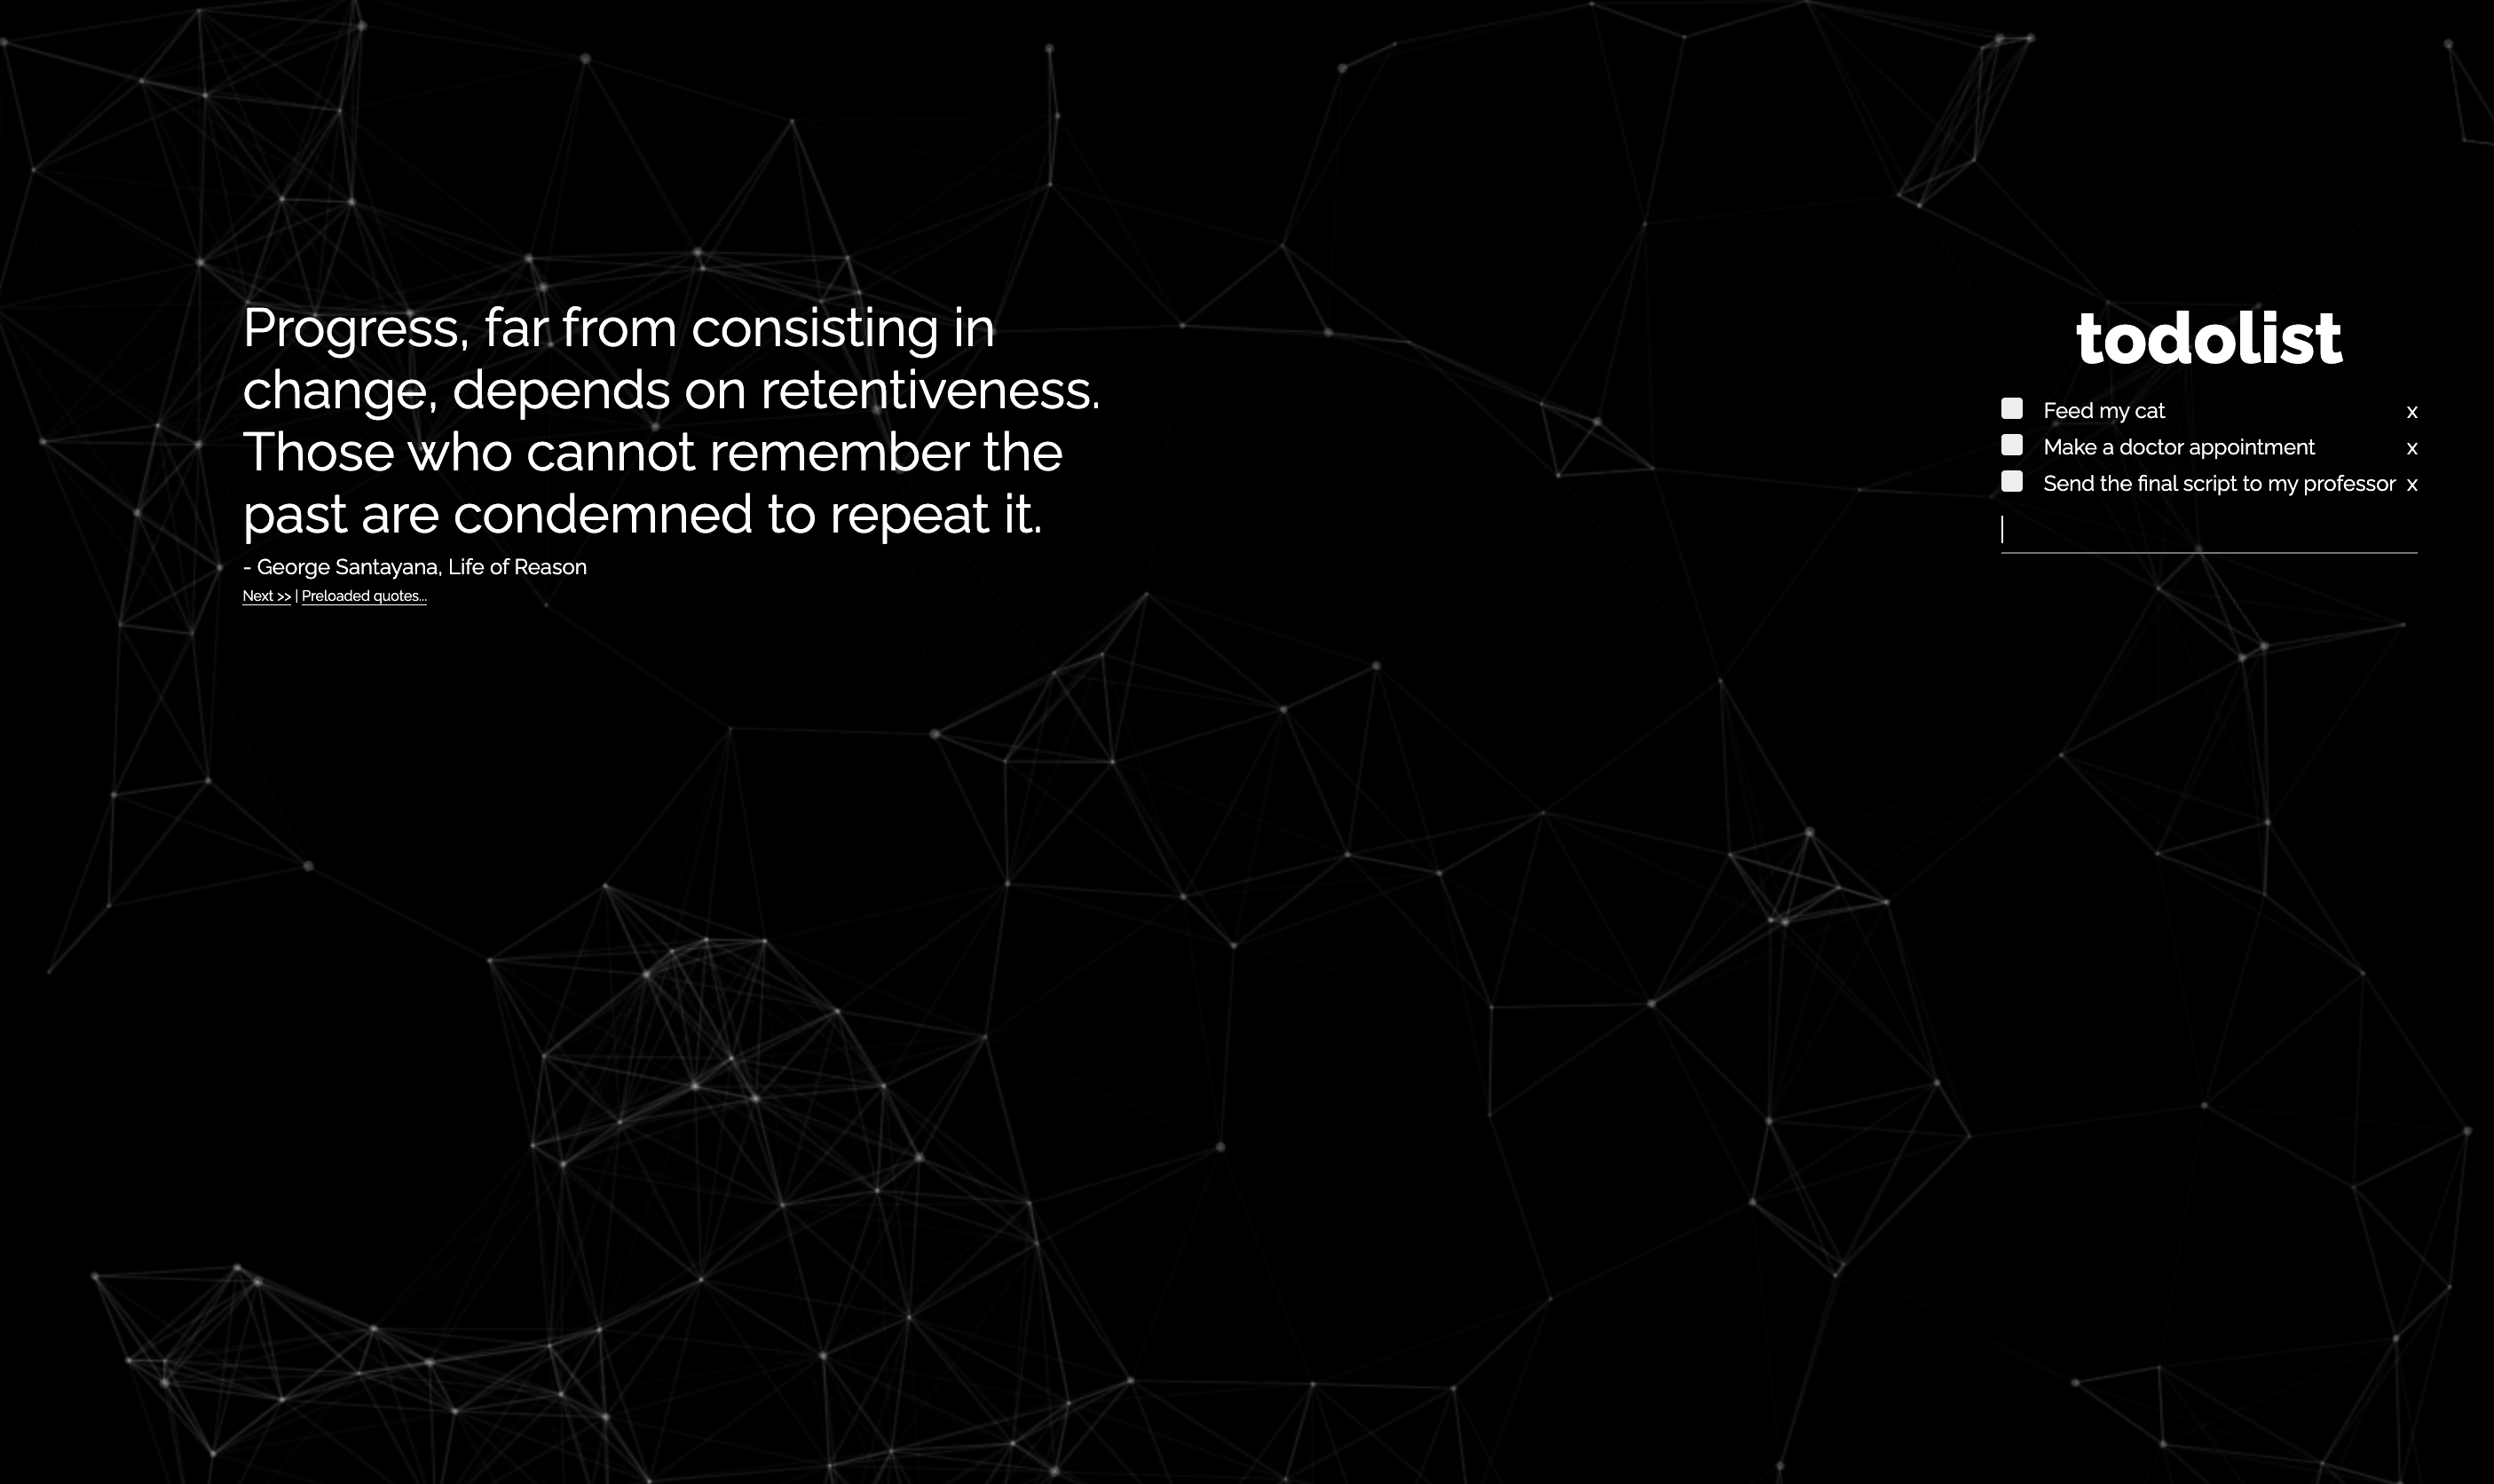 Progress, far from consisting in
change, depends on retentiveness.
Those who cannot remember the
past are condemned to repeat it.
- George Santayana, Life of Reason
Next >> | Preloaded quotes...
todolist
Feed my cat x
Make a doctor appointment x
Send the final script to my professor x